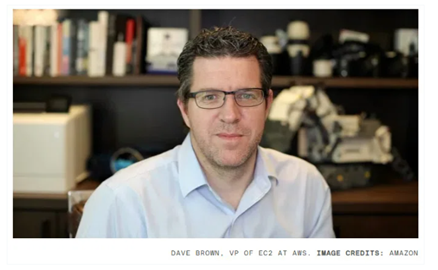 DAVE BROWN, VP OF EC2 AT AWS. IMAGE CREDITS: AMAZON